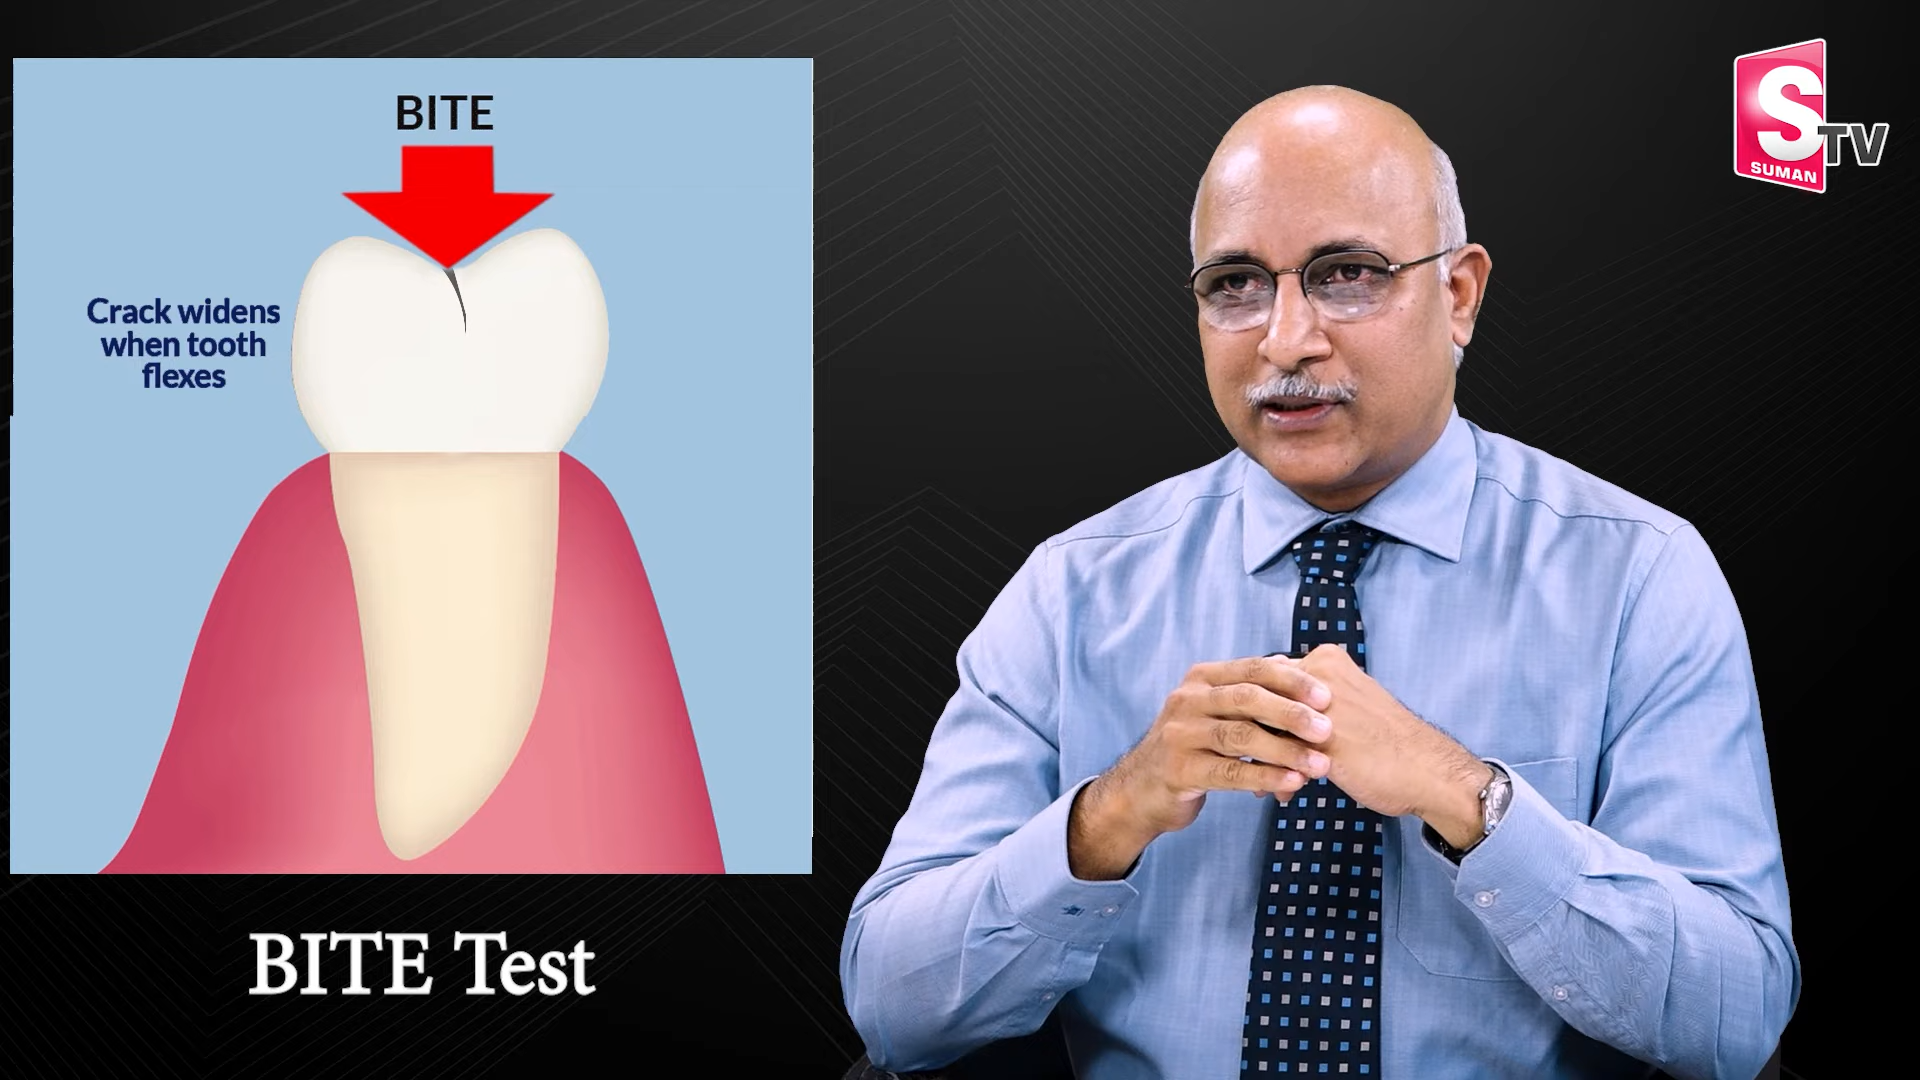 BITE
Crack widens
when tooth
flexes
BITE Test
S TV
SUMAN